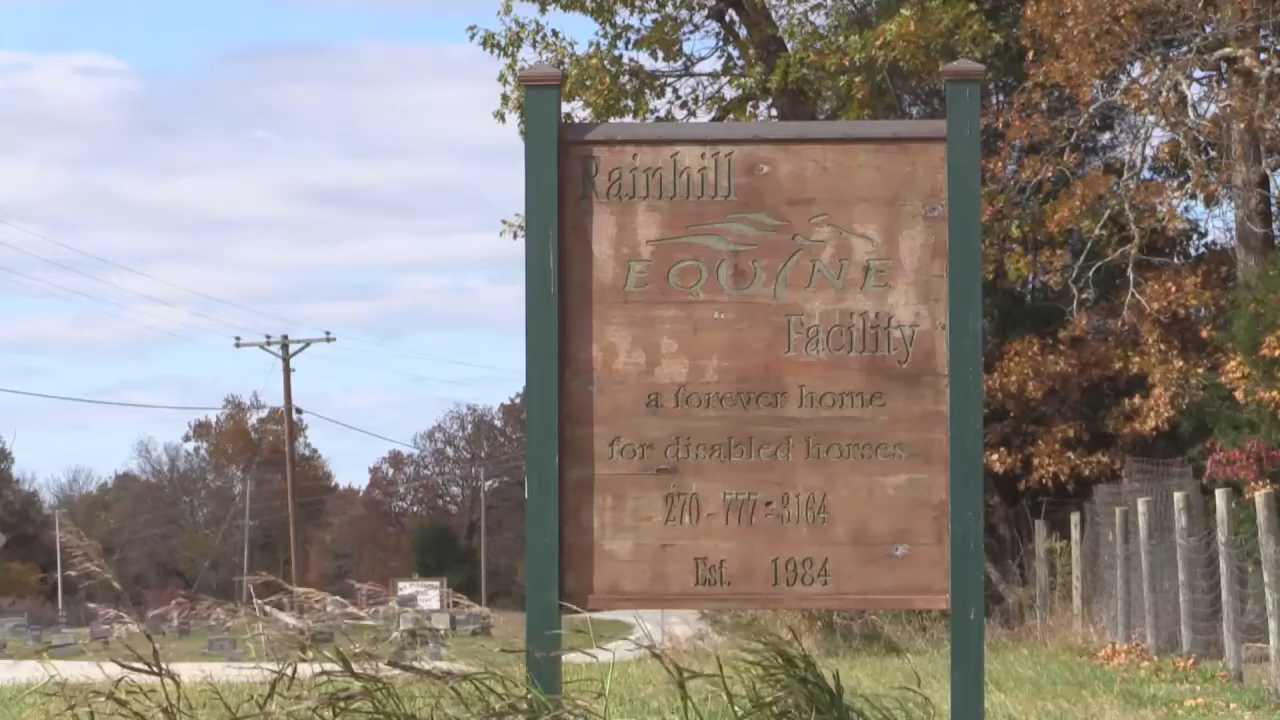 Rainhill
EQUINE
Facility
a forever home
for disabled horses
270-777-3164
Est. 1984